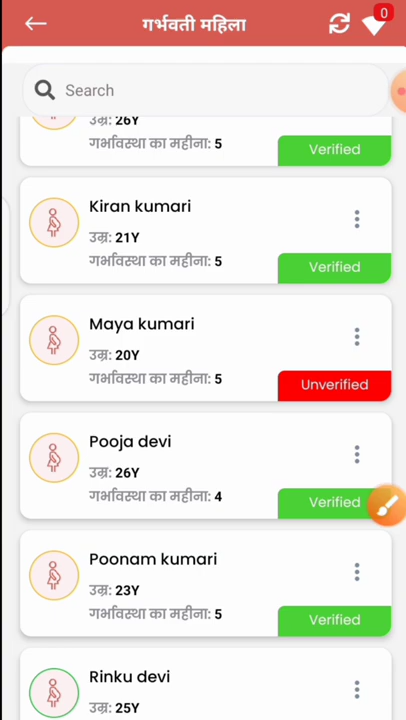 गर्भवती महिला
0
Search
उम्र: 26Y
गर्भावस्था का महीना: 5
Verified
Kiran kumari
उम्र: 21Y
गर्भावस्था का महीना: 5
Verified
Maya kumari
उम्र: 20Y
गर्भावस्था का महीना: 5
Unverified
Pooja devi
उम्र: 26Y
गर्भावस्था का महीना: 4
Verified
Poonam kumari
उम्र: 23Y
गर्भावस्था का महीना: 5
Verified
Rinku devi
उम्र: 25Y